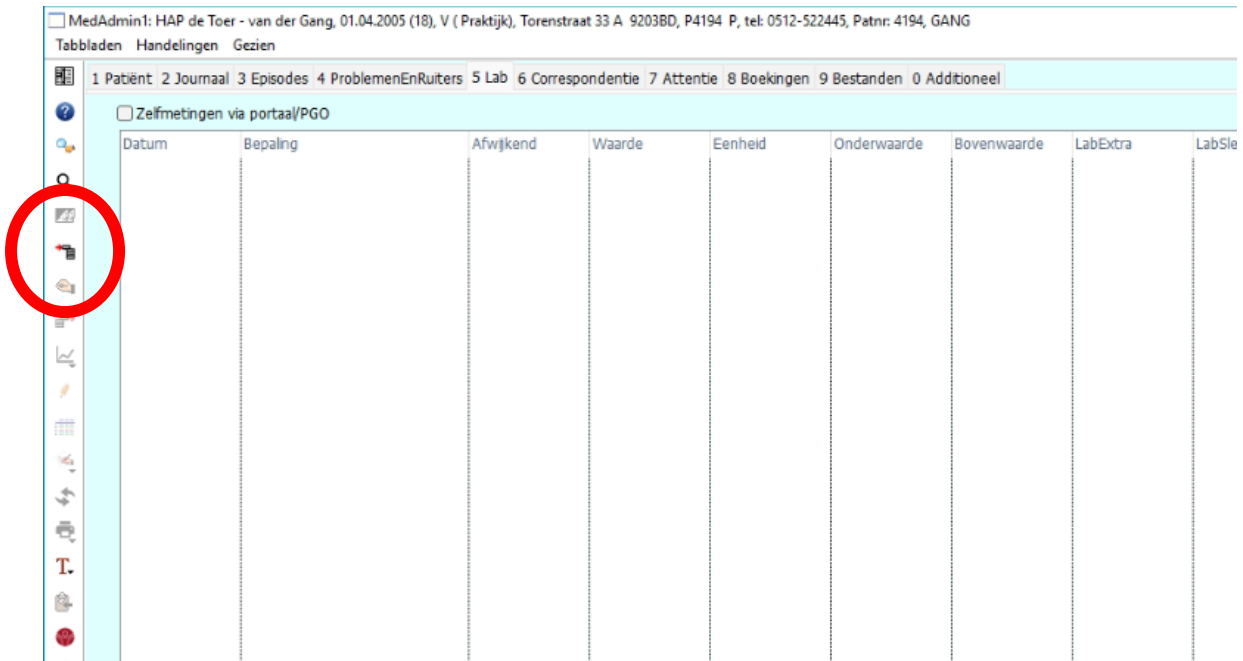 MedAdmin1: HAP de Toer - van der Gang, 01.04.2005 (18), V ( Praktijk), Torenstraat 33 A 9203BD, P4194 P, tel: 0512-522445, Patnr: 4194, GANG
Tabbladen Handelingen Gezien
1 Patiënt 2 Journaal 3 Episodes 4 ProblemenEnRuiters 5 Lab 6 Correspondentie 7 Attentie 8 Boekingen 9 Bestanden 0 Additioneel
Zelfmetingen via portaal/PGO
Datum Bepaling Afwijkend Waarde Eenheid Onderwaarde Bovenwaarde LabExtra LabSle
T.